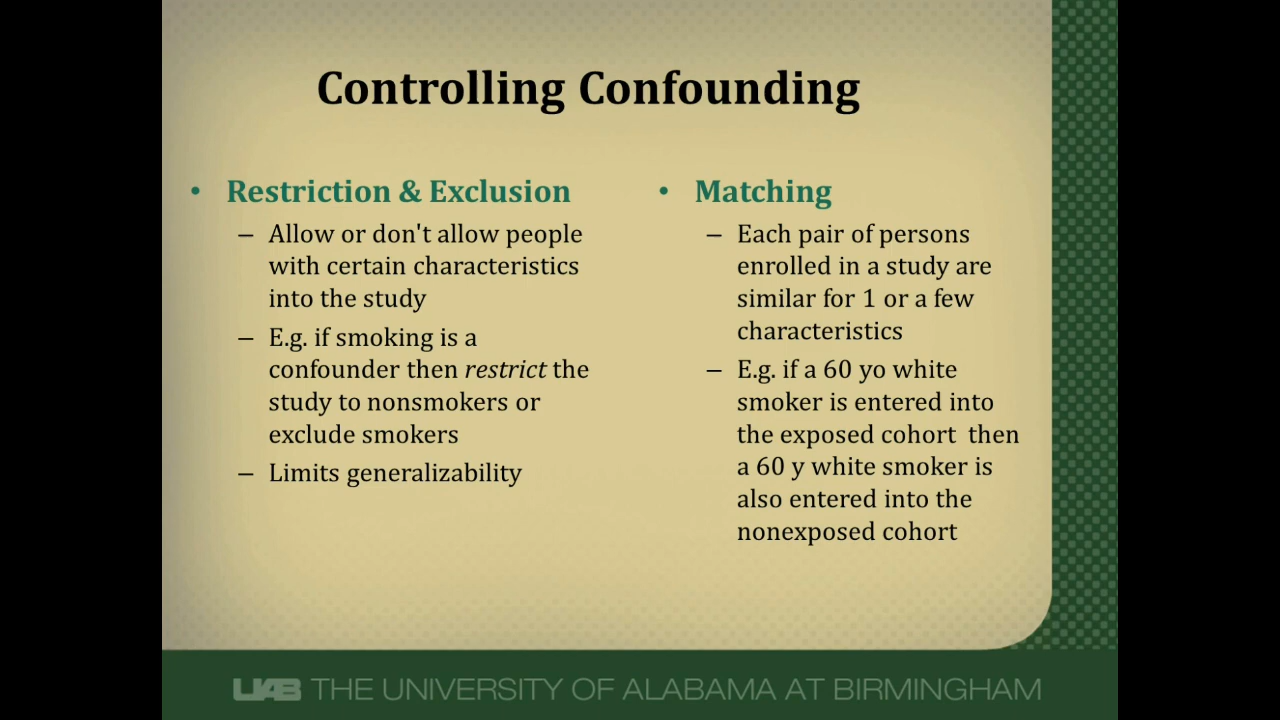 Controlling Confounding
• Restriction & Exclusion
– Allow or don't allow people
with certain characteristics
into the study
– E.g. if smoking is a
confounder then restrict the
study to nonsmokers or
exclude smokers
– Limits generalizability
• Matching
– Each pair of persons
enrolled in a study are
similar for 1 or a few
characteristics
– E.g. if a 60 yo white
smoker is entered into
the exposed cohort  then
a 60 y white smoker is
also entered into the
nonexposed cohort
UAB THE UNIVERSITY OF ALABAMA AT BIRMINGHAM